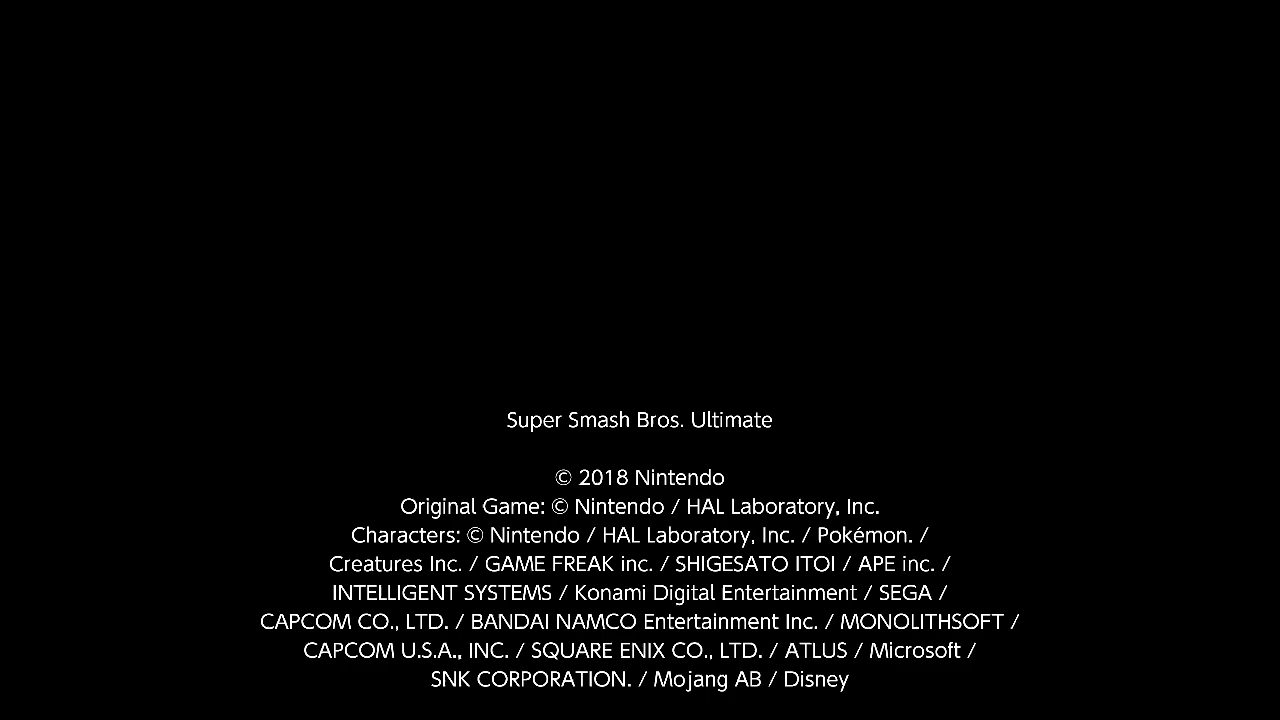 Super Smash Bros. Ultimate
© 2018 Nintendo
Original Game: © Nintendo / HAL Laboratory, Inc.
Characters: © Nintendo / HAL Laboratory, Inc. / Pokémon. /
Creatures Inc. / GAME FREAK inc. / SHIGESATO ITOI / APE inc. /
INTELLIGENT SYSTEMS / Konami Digital Entertainment / SEGA /
CAPCOM CO., LTD. / BANDAI NAMCO Entertainment Inc. / MONOLITHSOFT /
CAPCOM U.S.A., INC. / SQUARE ENIX CO., LTD. / ATLUS / Microsoft /
SNK CORPORATION. / Mojang AB / Disney